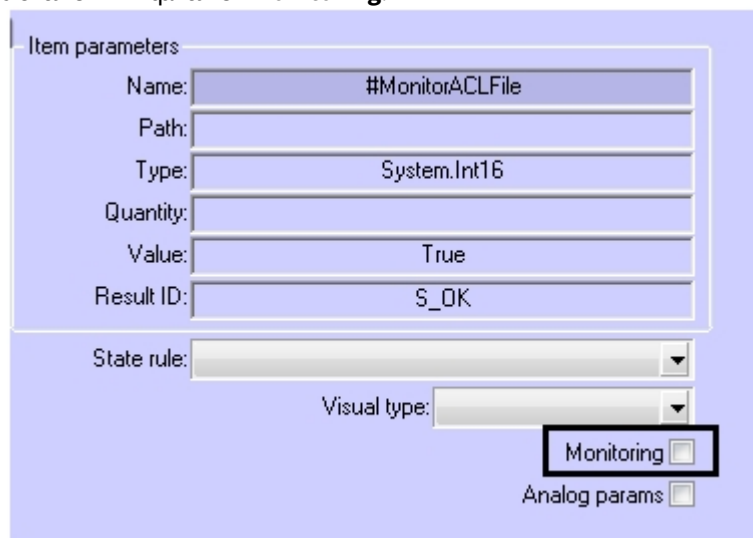 Item parameters
Name: #MonitorACLFile
Path:
Type: System.Int16
Quantity:
Value: True
Result ID: S_OK
State rule:
Visual type:
Monitoring
Analog params